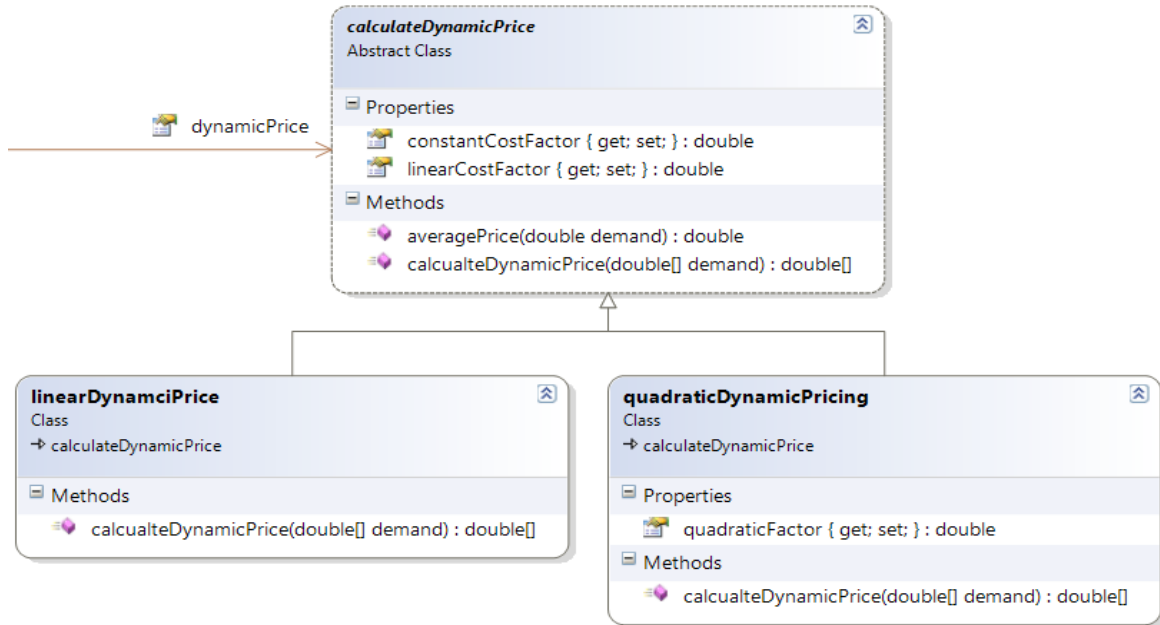 calculateDynamicPrice
Abstract Class
dynamicPrice
Properties
constantCostFactor { get; set; } : double
linearCostFactor { get; set; } : double
Methods
averagePrice(double demand) : double
calcualteDynamicPrice(double[] demand) : double[]
linearDynamciPrice
Class
calculateDynamicPrice
Methods
calcualteDynamicPrice(double[] demand) : double[]
quadraticDynamicPricing
Class
calculateDynamicPrice
Properties
quadraticFactor { get; set; } : double
Methods
calcualteDynamicPrice(double[] demand) : double[]